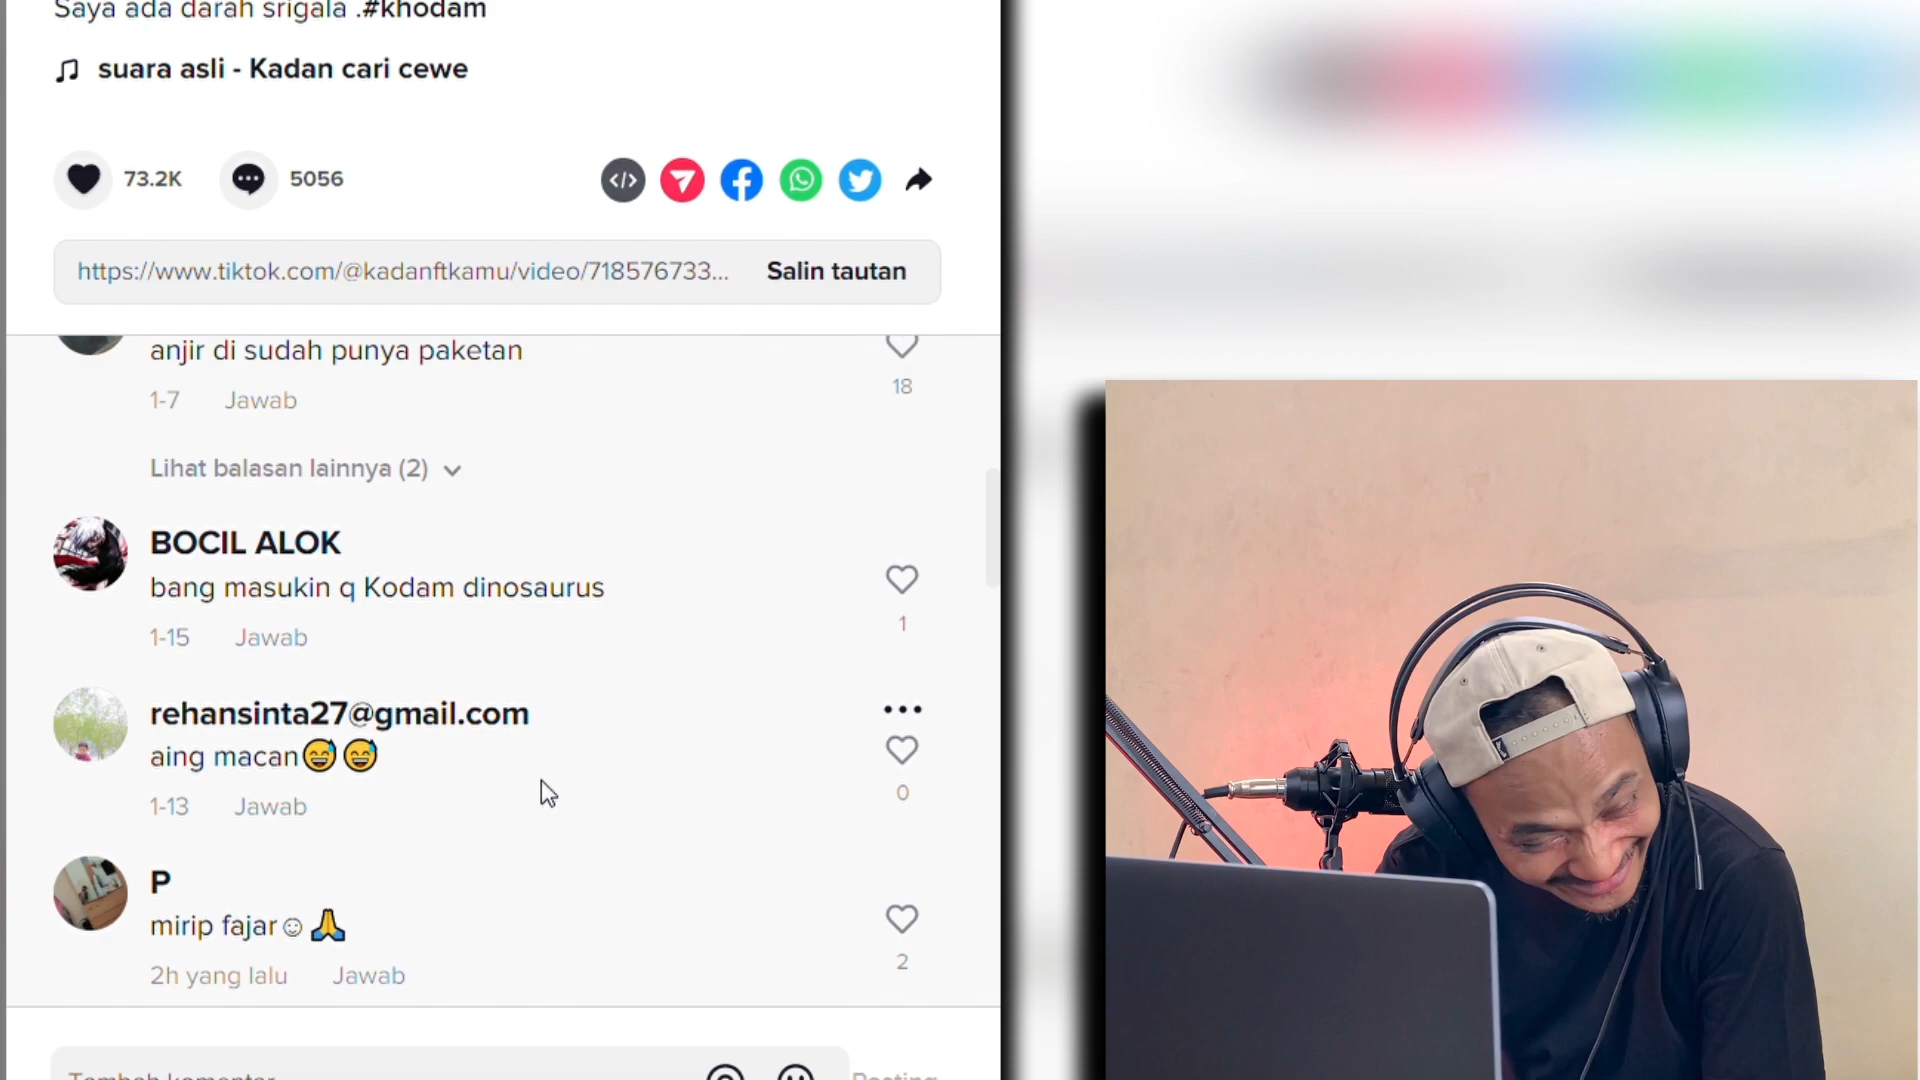 Saya ada darah srigala .#khodam
suara asli - Kadan cari cewe
73.2K
5056
https://www.tiktok.com/@kadanftkamu/video/718576733...
Salin tautan
anjir di sudah punya paketan
18
1-7 Jawab
Lihat balasan lainnya (2)
BOCIL ALOK
bang masukin q Kodam dinosaurus
1-15 Jawab
1
rehansinta27@gmail.com
aing macan😅😅
1-13 Jawab
0
P
mirip fajar☺🙏
2h yang lalu Jawab
2
Tambah komentar...
Posting